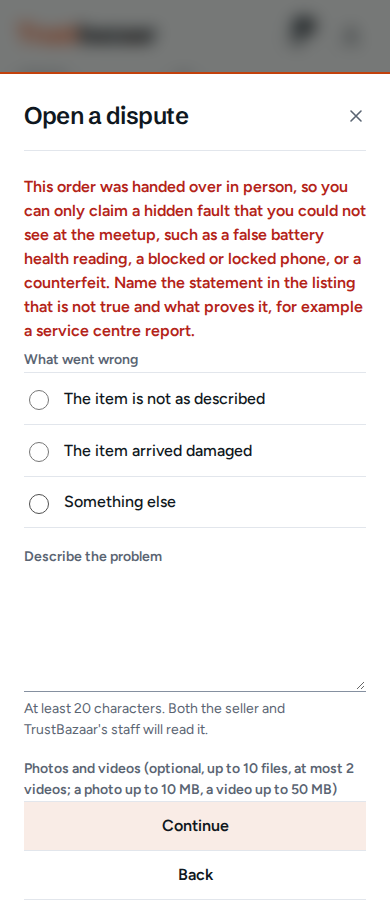 Open a dispute
This order was handed over in person, so you
can only claim a hidden fault that you could not
see at the meetup, such as a false battery
health reading, a blocked or locked phone, or a
counterfeit. Name the statement in the listing
that is not true and what proves it, for example
a service centre report.
What went wrong
The item is not as described
The item arrived damaged
Something else
Describe the problem
At least 20 characters. Both the seller and
TrustBazaar's staff will read it.
Photos and videos (optional, up to 10 files, at most 2
videos; a photo up to 10 MB, a video up to 50 MB)
Continue
Back